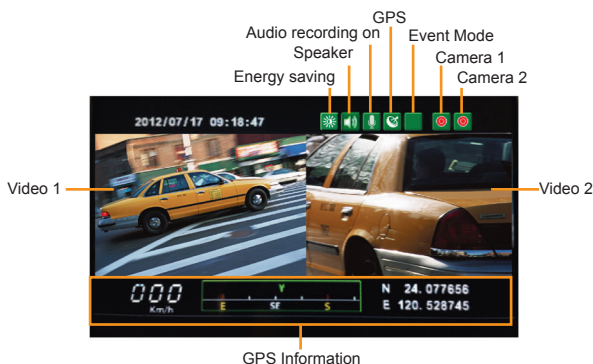 GPS
Audio recording on
Event Mode
Speaker
Camera 1
Energy saving
Camera 2
2012/07/17 09:18:47
Video 1
Video 2
000
Km/h
Y
E SE S
N 24.077656
E 120.528745
GPS Information